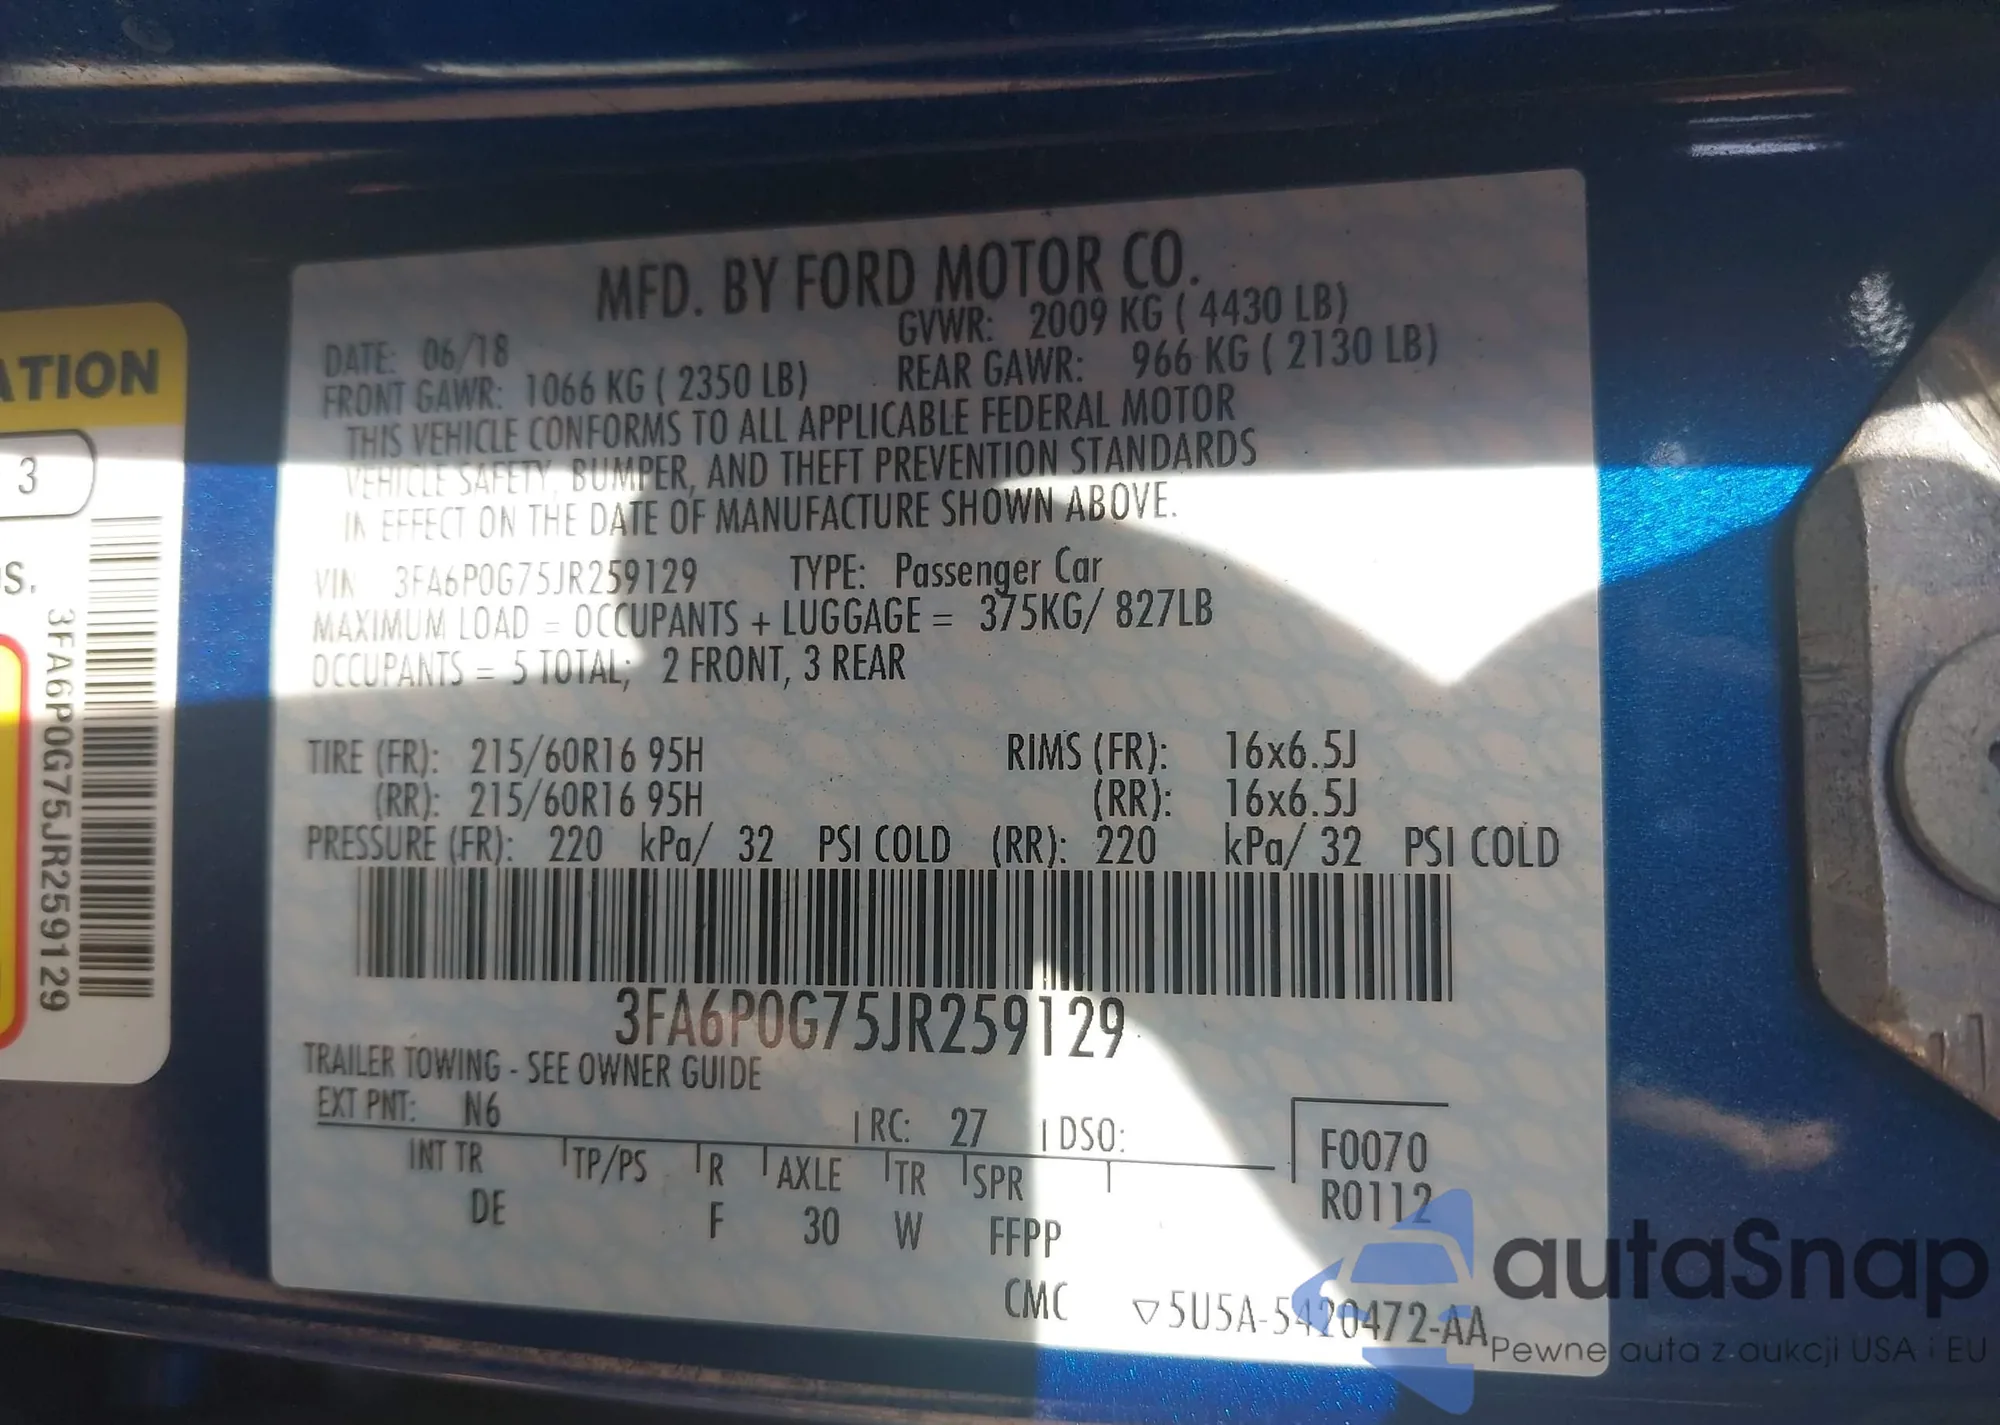 MFD. BY FORD MOTOR CO.
DATE: 06/18 GVWR: 2009 KG ( 4430 LB)
FRONT GAWR: 1066 KG ( 2350 LB) REAR GAWR: 966 KG ( 2130 LB)
THIS VEHICLE CONFORMS TO ALL APPLICABLE FEDERAL MOTOR
VEHICLE SAFETY, BUMPER, AND THEFT PREVENTION STANDARDS
IN EFFECT ON THE DATE OF MANUFACTURE SHOWN ABOVE.
VIN 3FA6P0G75JR259129 TYPE: Passenger Car
MAXIMUM LOAD = OCCUPANTS + LUGGAGE = 375KG/ 827LB
OCCUPANTS = 5 TOTAL; 2 FRONT, 3 REAR
TIRE (FR): 215/60R16 95H RIMS (FR): 16x6.5J
(RR): 215/60R16 95H (RR): 16x6.5J
PRESSURE (FR): 220 kPa/ 32 PSI COLD (RR): 220 kPa/ 32 PSI COLD
3FA6P0G75JR259129
TRAILER TOWING - SEE OWNER GUIDE
EXT PNT: N6 RC: 27 DSO:
INT TR TP/PS R AXLE TR SPR
DE F 30 W FFPP
F0070
R0112
CMC ▽5U5A-5420472-AA
ATION
3
S.
3FA6P0G75JR259129
autaSnap
Pewne auta z aukcji USA i EU